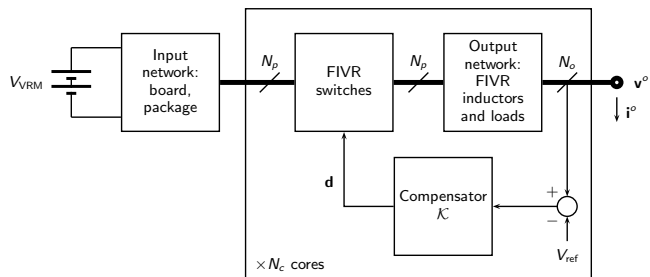 V_VRM
Input
network:
board,
package
N_p
FIVR
switches
N_p
Output
network:
FIVR
inductors
and loads
N_o
v^o
i^o
d
Compensator
𝒦
+
−
V_ref
×N_c cores